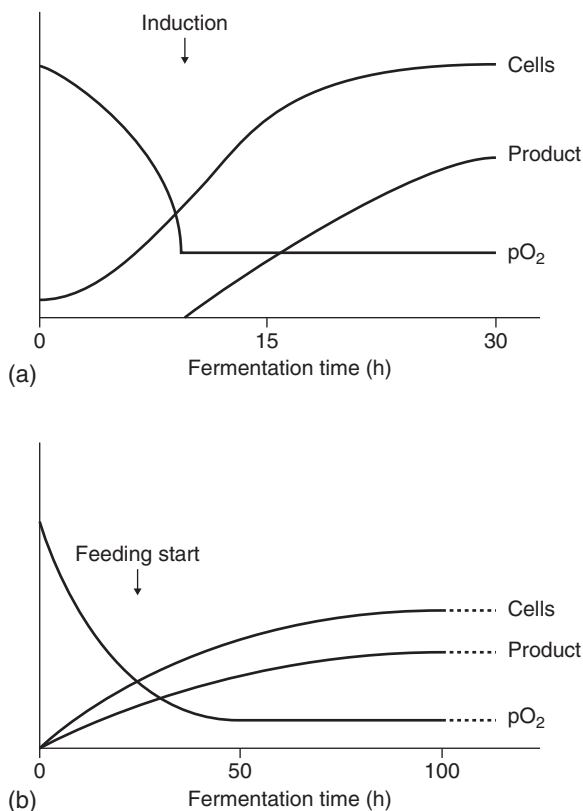 Induction
Cells
Product
pO₂
0 15 30
Fermentation time (h)
(a)
Feeding start
Cells
Product
pO₂
0 50 100
Fermentation time (h)
(b)